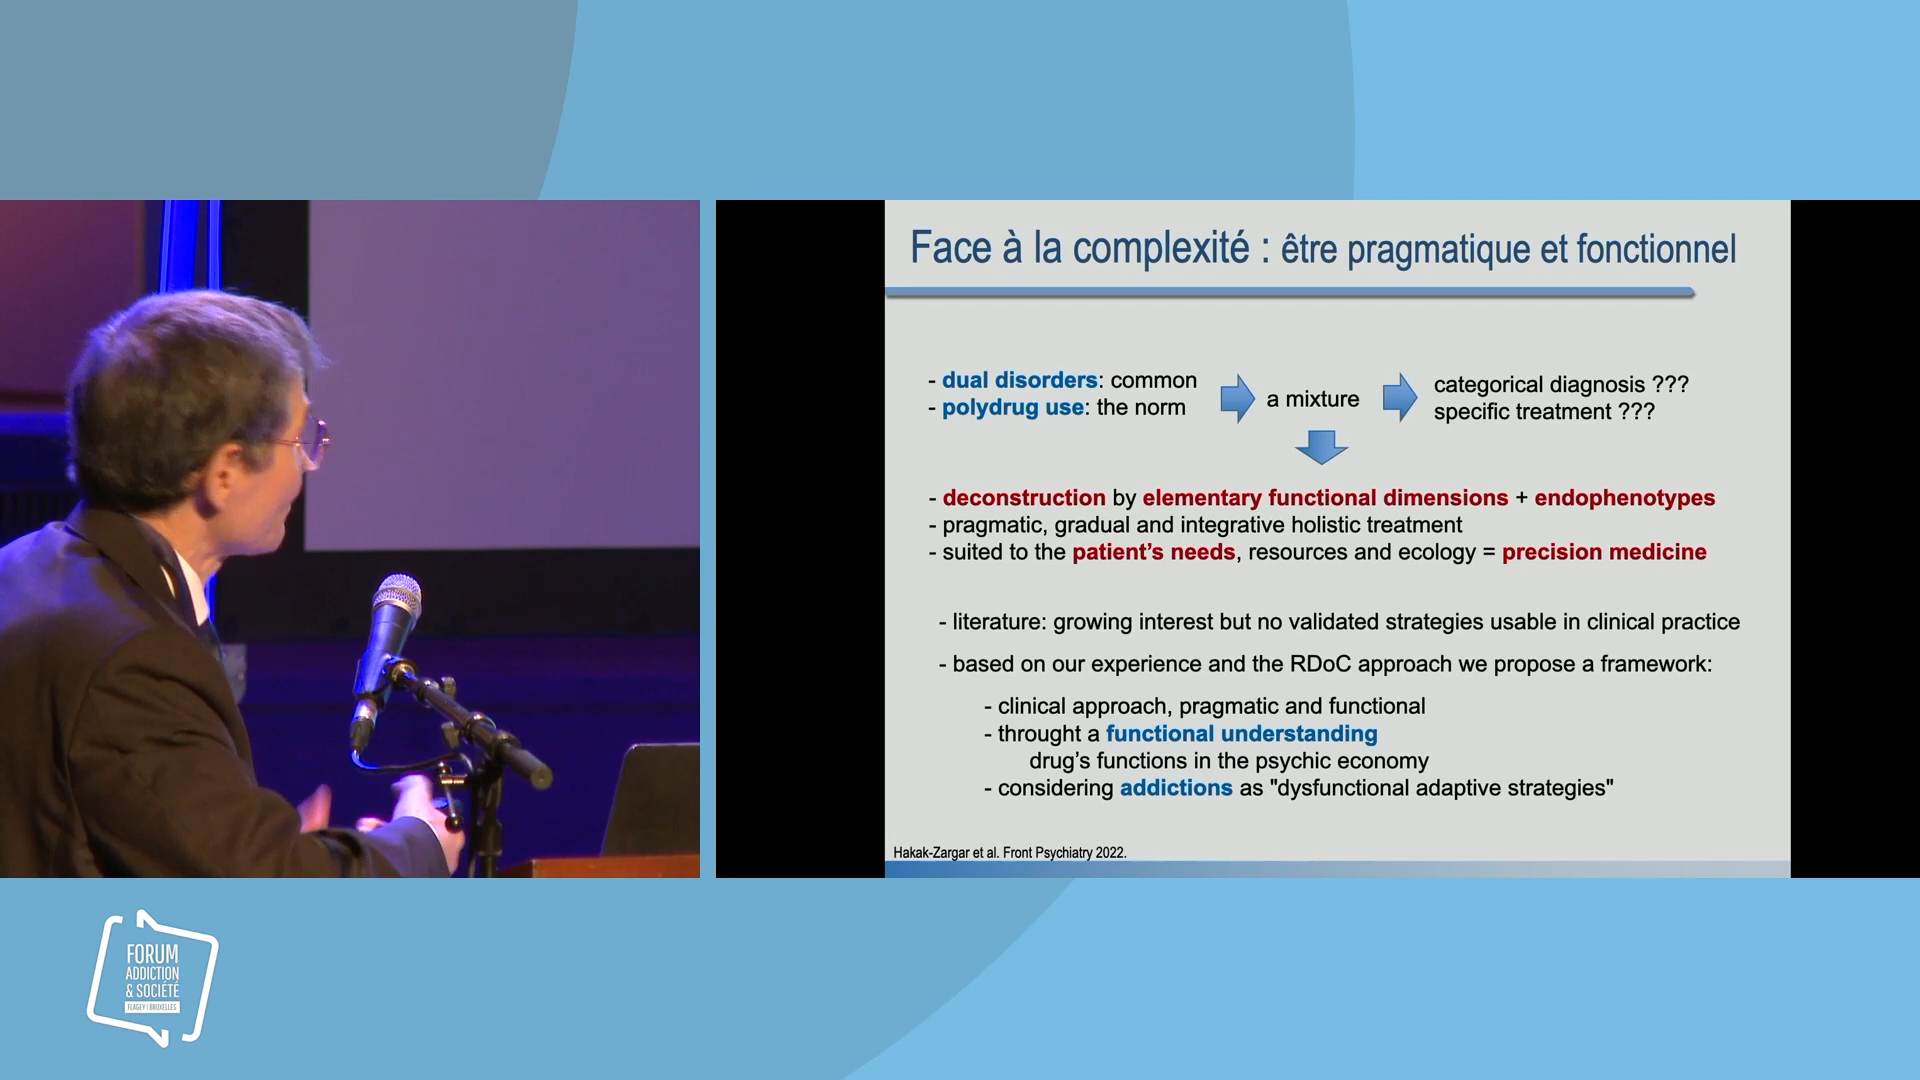 Face à la complexité : être pragmatique et fonctionnel
- dual disorders: common
- polydrug use: the norm
a mixture
categorical diagnosis ???
specific treatment ???
- deconstruction by elementary functional dimensions + endophenotypes
- pragmatic, gradual and integrative holistic treatment
- suited to the patient's needs, resources and ecology = precision medicine
- literature: growing interest but no validated strategies usable in clinical practice
- based on our experience and the RDoC approach we propose a framework:
- clinical approach, pragmatic and functional
- throught a functional understanding
drug's functions in the psychic economy
- considering addictions as "dysfunctional adaptive strategies"
Hakak-Zargar et al. Front Psychiatry 2022.
FORUM
ADDICTION
& SOCIÉTÉ
FLAGEY | BRUXELLES